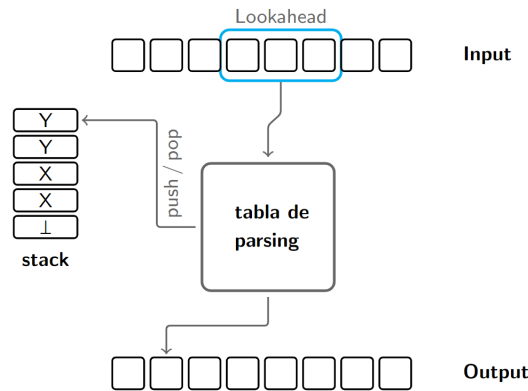 Lookahead
Input
Y
Y
X
X
⊥
stack
push / pop
tabla de
parsing
Output